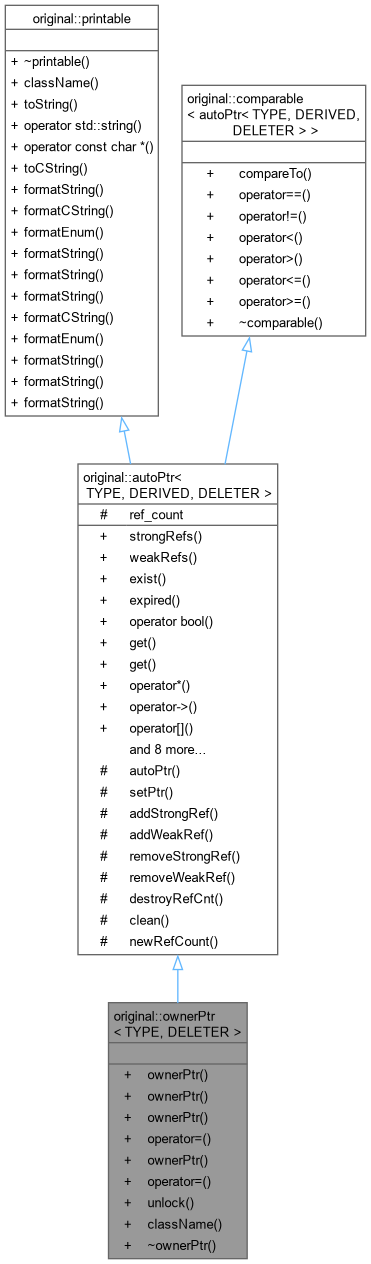 original::printable
+ ~printable()
+ className()
+ toString()
+ operator std::string()
+ operator const char *()
+ toCString()
+ formatString()
+ formatCString()
+ formatEnum()
+ formatString()
+ formatString()
+ formatString()
+ formatCString()
+ formatEnum()
+ formatString()
+ formatString()
+ formatString()
original::comparable
< autoPtr< TYPE, DERIVED,
DELETER > >
+ compareTo()
+ operator==()
+ operator!=()
+ operator<()
+ operator>()
+ operator<=()
+ operator>=()
+ ~comparable()
original::autoPtr<
TYPE, DERIVED, DELETER >
# ref_count
+ strongRefs()
+ weakRefs()
+ exist()
+ expired()
+ operator bool()
+ get()
+ get()
+ operator*()
+ operator->()
+ operator[]()
and 8 more...
# autoPtr()
# setPtr()
# addStrongRef()
# addWeakRef()
# removeStrongRef()
# removeWeakRef()
# destroyRefCnt()
# clean()
# newRefCount()
original::ownerPtr
< TYPE, DELETER >
+ ownerPtr()
+ ownerPtr()
+ ownerPtr()
+ operator=()
+ ownerPtr()
+ operator=()
+ unlock()
+ className()
+ ~ownerPtr()